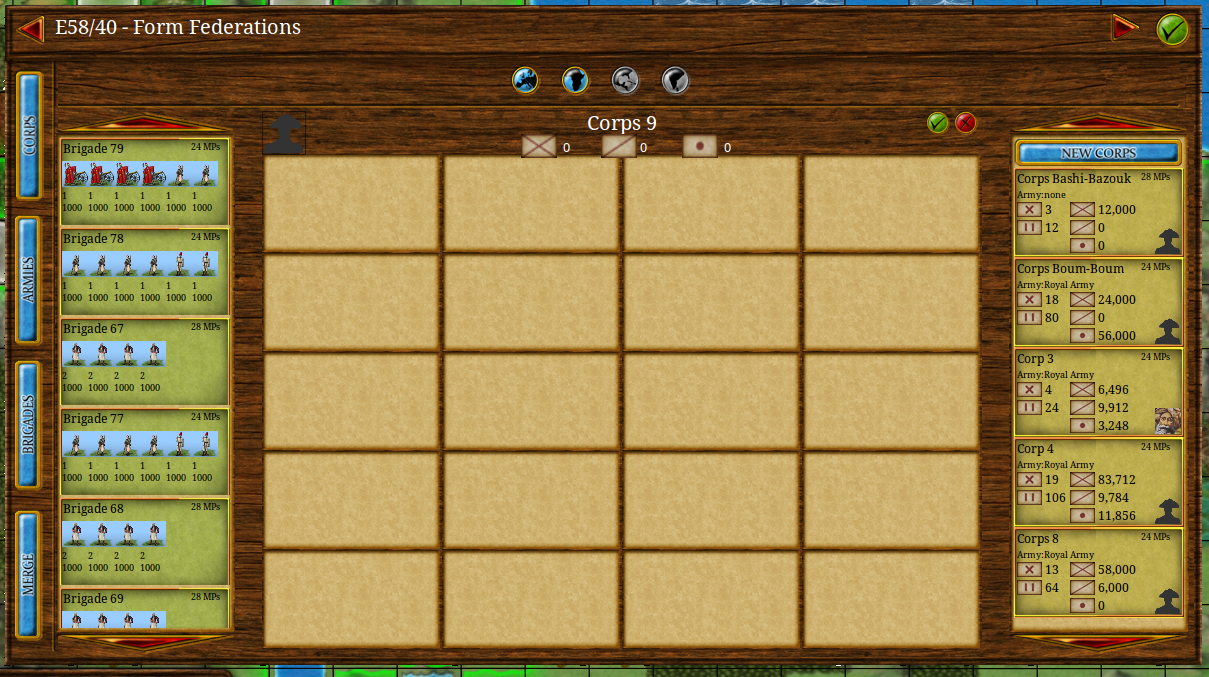 E58/40 - Form Federations
CORPS
ARMIES
BRIGADES
MERGE
Brigade 79 24 MPs
1 1 1 1 1 1
1000 1000 1000 1000 1000 1000
Brigade 78 24 MPs
1 1 1 1 1 1
1000 1000 1000 1000 1000 1000
Brigade 67 28 MPs
2 2 2 2
1000 1000 1000 1000
Brigade 77 24 MPs
1 1 1 1 1 1
1000 1000 1000 1000 1000 1000
Brigade 68 28 MPs
2 2 2 2
1000 1000 1000 1000
Brigade 69 28 MPs
Corps 9
0 0 0
NEW CORPS
Corps Bashi-Bazouk 28 MPs
Army:none
3 12,000
12 0
0
Corps Boum-Boum 24 MPs
Army:Royal Army
18 24,000
80 0
56,000
Corp 3 24 MPs
Army:Royal Army
4 6,496
24 9,912
3,248
Corp 4 24 MPs
Army:Royal Army
19 83,712
106 9,784
11,856
Corps 8 24 MPs
Army:Royal Army
13 58,000
64 6,000
0